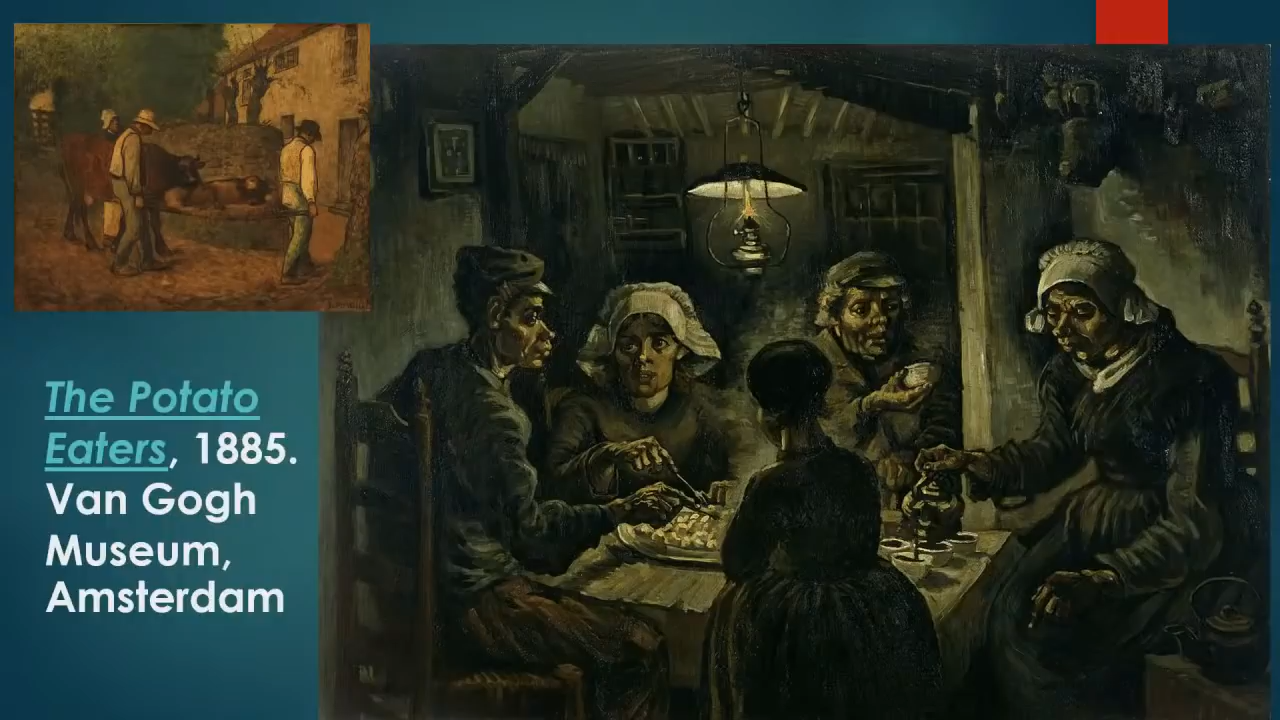 The Potato
Eaters, 1885.
Van Gogh
Museum,
Amsterdam